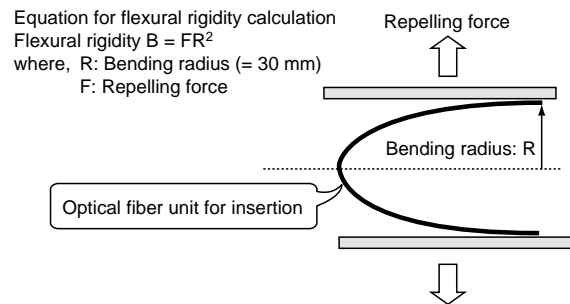 Equation for flexural rigidity calculation
Flexural rigidity B = FR²
where, R: Bending radius (= 30 mm)
F: Repelling force
Repelling force
Bending radius: R
Optical fiber unit for insertion